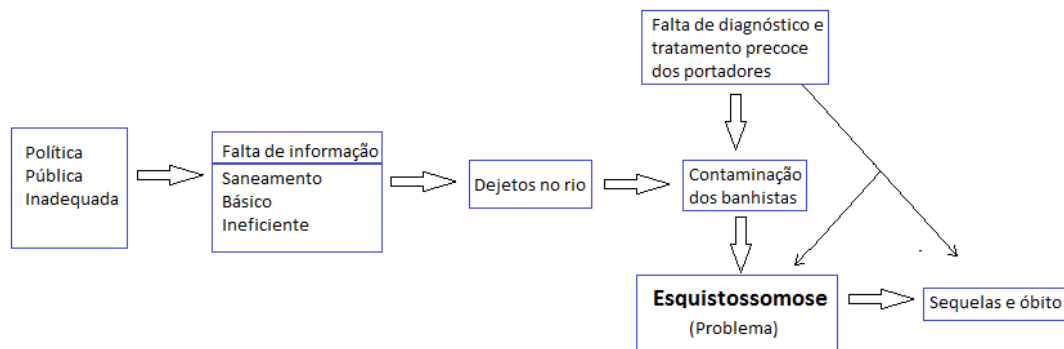 Falta de diagnóstico e
tratamento precoce
dos portadores
Política
Pública
Inadequada
Falta de informação
Saneamento
Básico
Ineficiente
Dejetos no rio
Contaminação
dos banhistas
Esquistossomose
(Problema)
Sequelas e óbito